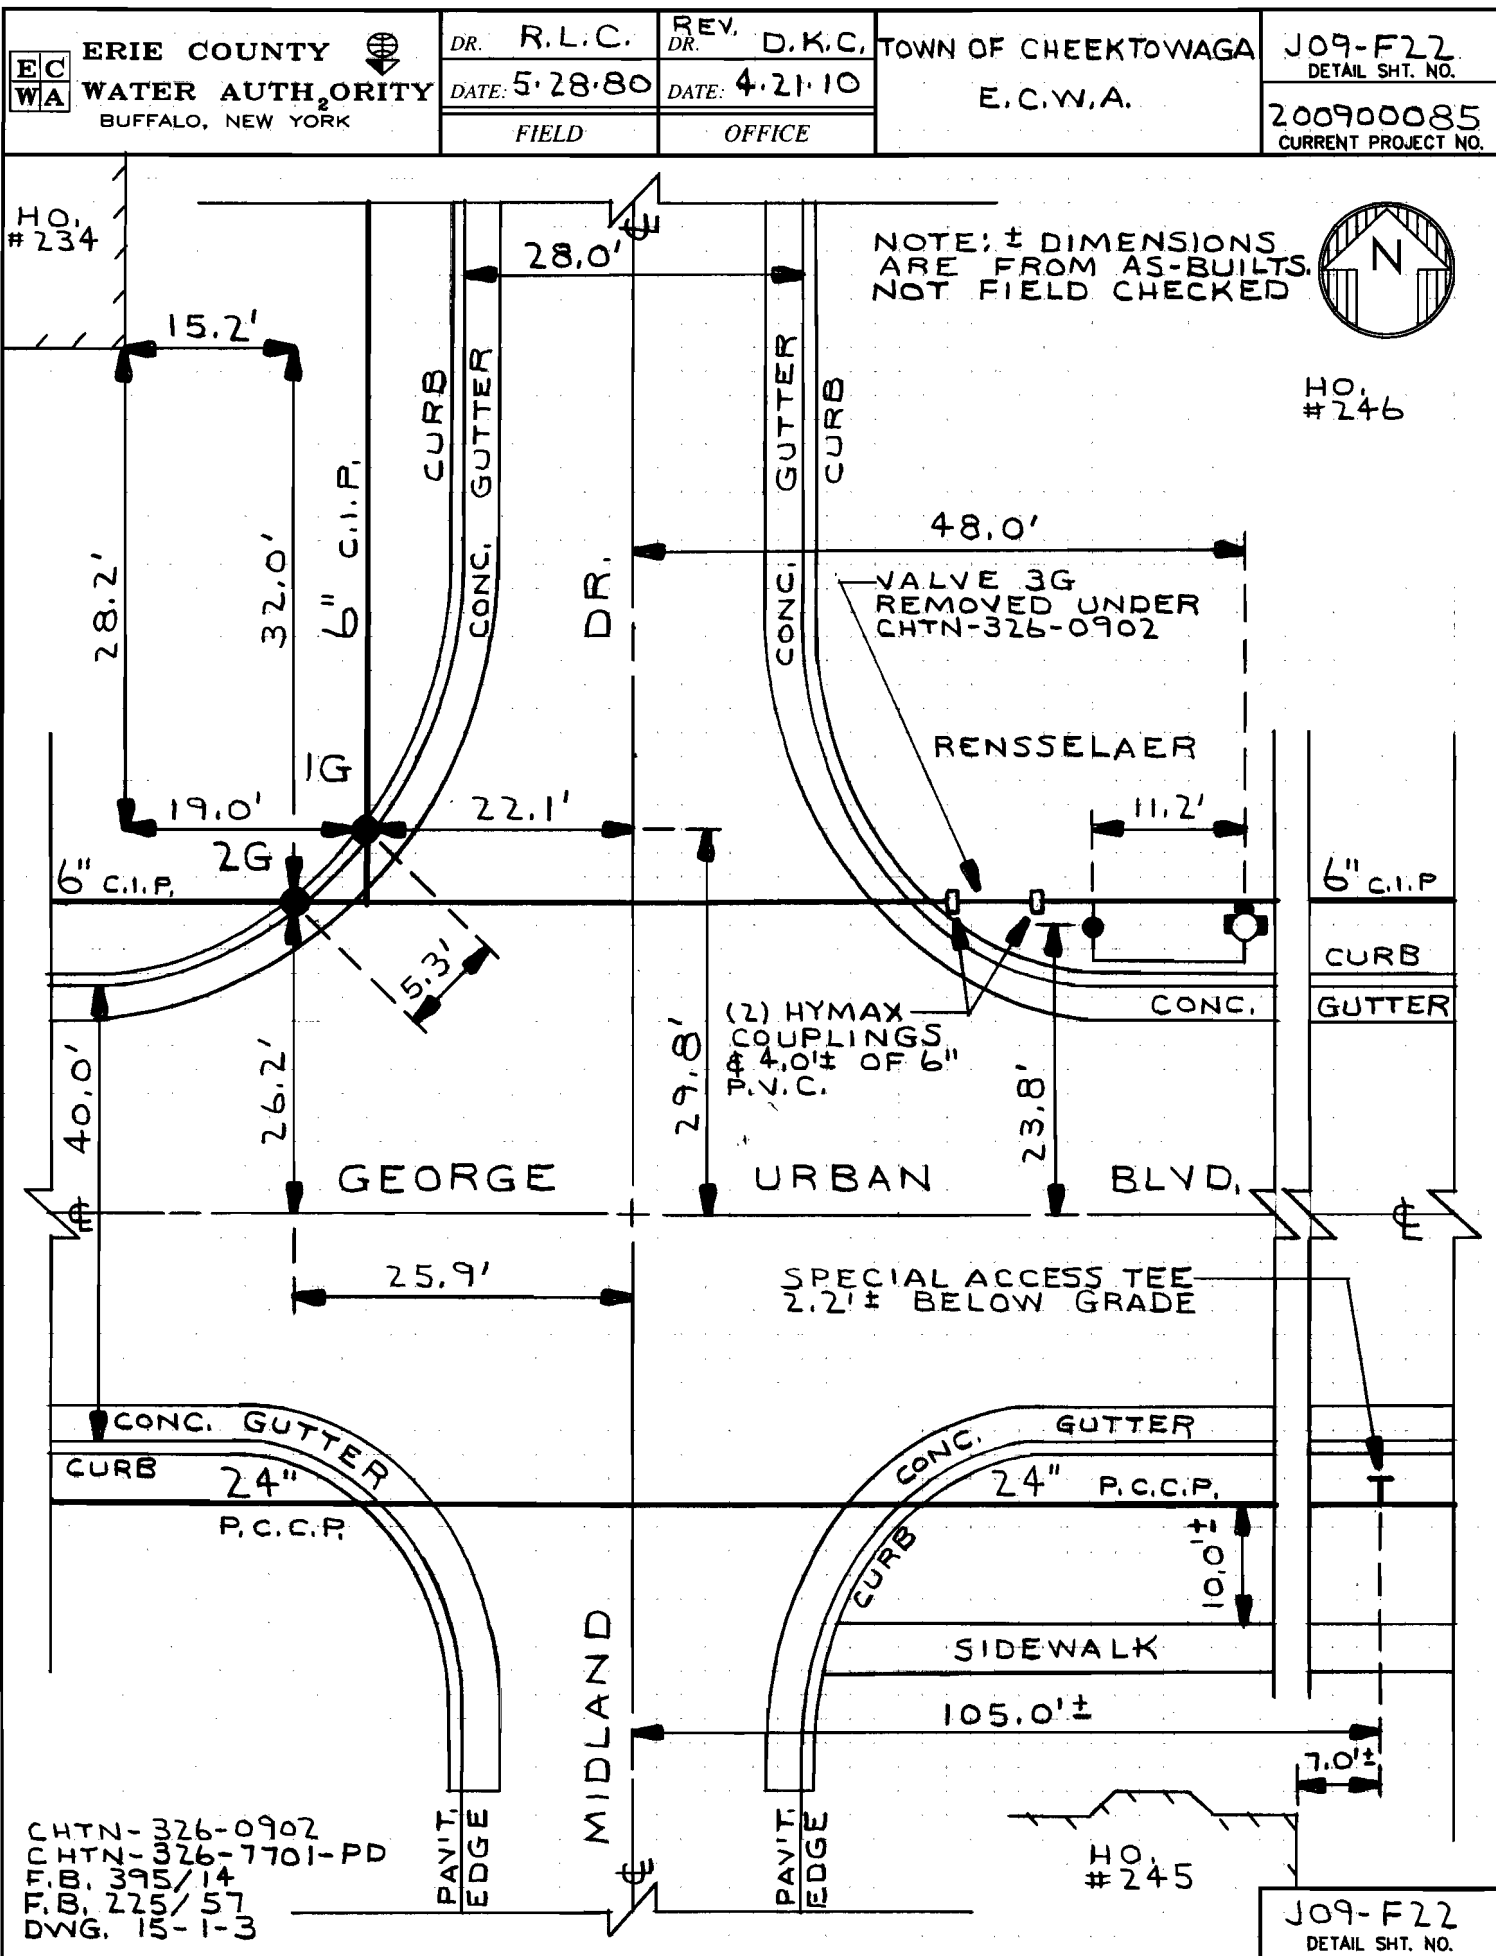 EC
WA
ERIE COUNTY
WATER AUTH₂ORITY
BUFFALO, NEW YORK
DR. R.L.C.
DATE: 5·28·80
FIELD
REV.
DR. D.K.C.
DATE: 4·21·10
OFFICE
TOWN OF CHEEKTOWAGA
E.C.W.A.
J09-F22
DETAIL SHT. NO.
200900085
CURRENT PROJECT NO.
HO.
#234
28.0'
℄
NOTE: ± DIMENSIONS
ARE FROM AS-BUILTS.
NOT FIELD CHECKED
N
15.2'
HO.
#246
28.2'
32.0'
6" C.I.P.
CURB
CONC. GUTTER
DR.
CONC. GUTTER
CURB
48.0'
VALVE 3G
REMOVED UNDER
CHTN-326-0902
RENSSELAER
1G
19.0'
22.1'
11.2'
2G
6" C.I.P.
6" C.I.P
5.3'
CURB
CONC.
GUTTER
(2) HYMAX
COUPLINGS
& 4.0'± OF 6"
P.V.C.
40.0'
26.2'
29.8'
23.8'
GEORGE URBAN BLVD.
℄
℄
25.9'
SPECIAL ACCESS TEE
2.2'± BELOW GRADE
CONC. GUTTER
CURB
24"
P.C.C.P.
CONC. GUTTER
CURB
24" P.C.C.P.
10.0'±
SIDEWALK
MIDLAND
105.0'±
7.0'±
CHTN-326-0902
CHTN-326-7701-PD
F.B. 395/14
F.B. 225/57
DWG. 15-1-3
PAV'T.
EDGE
℄
PAV'T.
EDGE
HO.
#245
J09-F22
DETAIL SHT. NO.